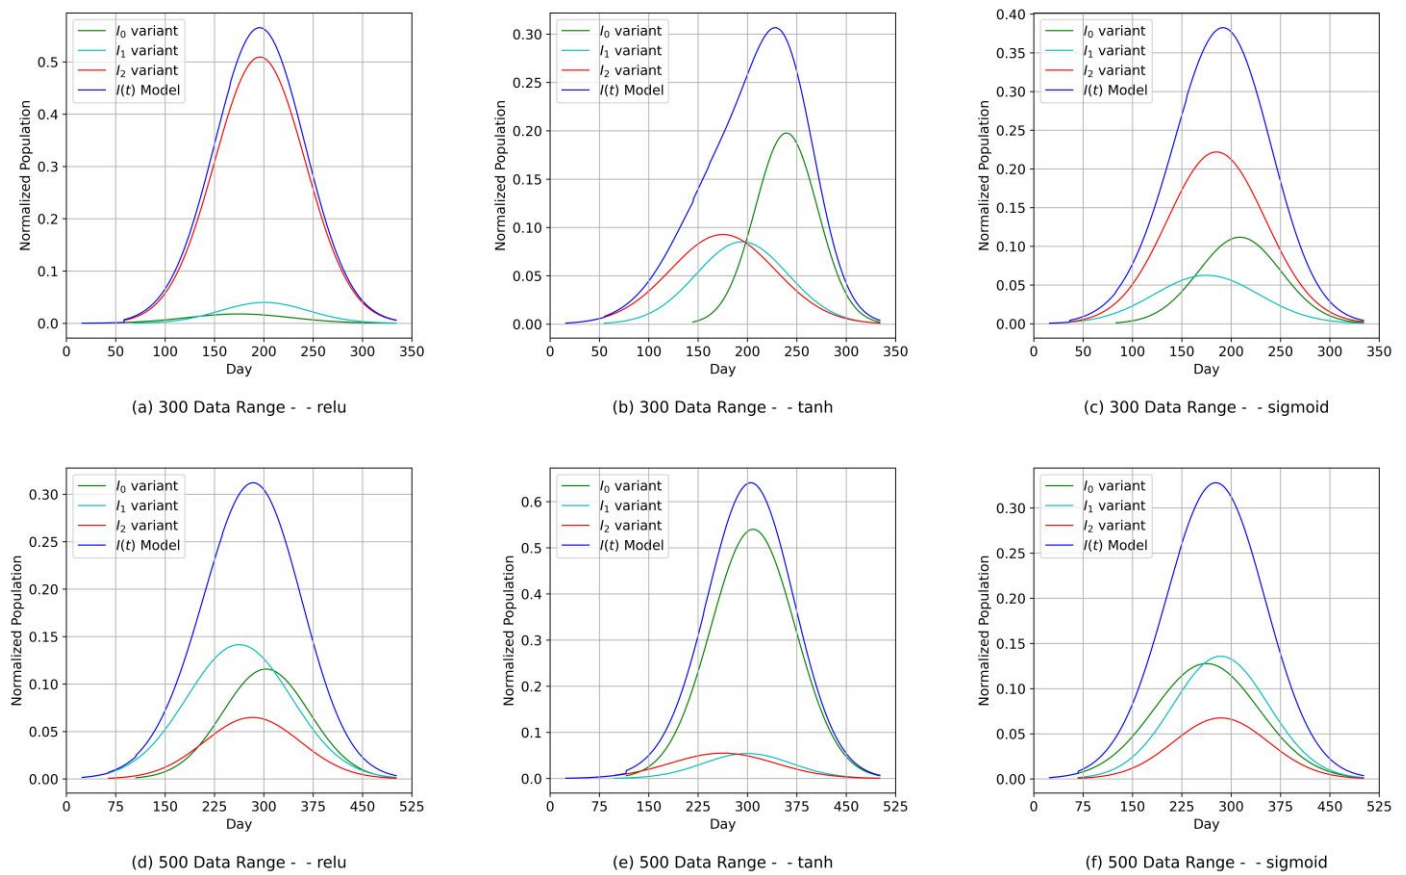 I₀ variant
I₁ variant
I₂ variant
I(t) Model
Normalized Population
0.5
0.4
0.3
0.2
0.1
0.0
0 50 100 150 200 250 300 350
Day
(a) 300 Data Range - - relu
I₀ variant
I₁ variant
I₂ variant
I(t) Model
Normalized Population
0.30
0.25
0.20
0.15
0.10
0.05
0.00
0 50 100 150 200 250 300 350
Day
(b) 300 Data Range - - tanh
I₀ variant
I₁ variant
I₂ variant
I(t) Model
Normalized Population
0.40
0.35
0.30
0.25
0.20
0.15
0.10
0.05
0.00
0 50 100 150 200 250 300 350
Day
(c) 300 Data Range - - sigmoid
I₀ variant
I₁ variant
I₂ variant
I(t) Model
Normalized Population
0.30
0.25
0.20
0.15
0.10
0.05
0.00
0 75 150 225 300 375 450 525
Day
(d) 500 Data Range - - relu
I₀ variant
I₁ variant
I₂ variant
I(t) Model
Normalized Population
0.6
0.5
0.4
0.3
0.2
0.1
0.0
0 75 150 225 300 375 450 525
Day
(e) 500 Data Range - - tanh
I₀ variant
I₁ variant
I₂ variant
I(t) Model
Normalized Population
0.30
0.25
0.20
0.15
0.10
0.05
0.00
0 75 150 225 300 375 450 525
Day
(f) 500 Data Range - - sigmoid